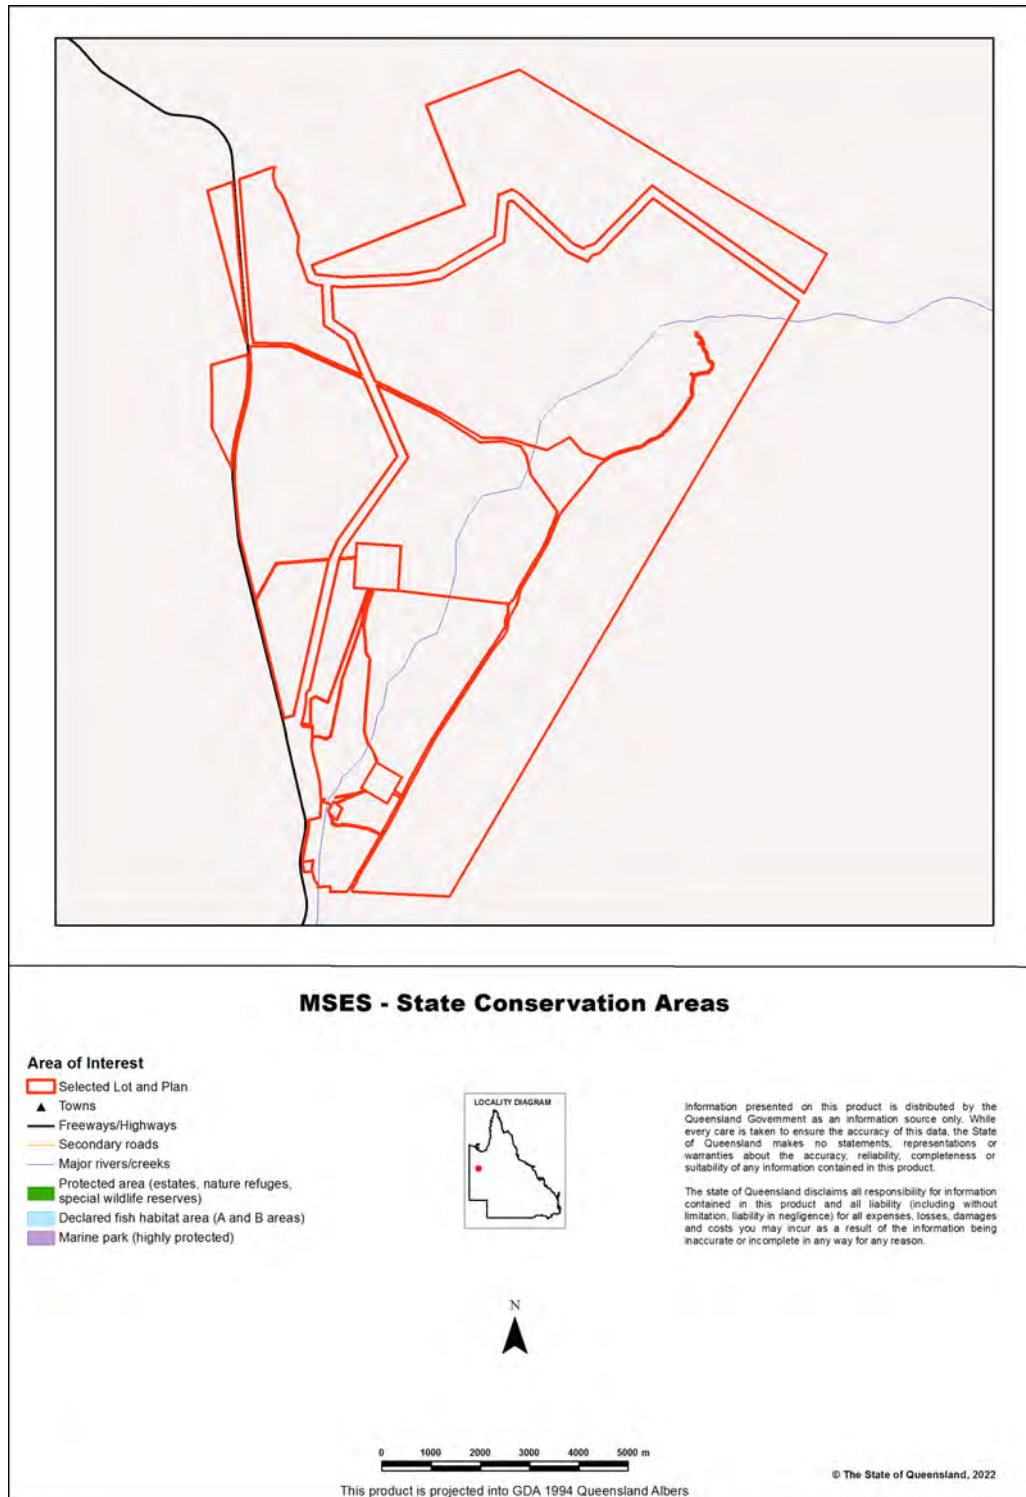 MSES - State Conservation Areas
Area of Interest
Selected Lot and Plan
Towns
Freeways/Highways
Secondary roads
Major rivers/creeks
Protected area (estates, nature refuges,
special wildlife reserves)
Declared fish habitat area (A and B areas)
Marine park (highly protected)
LOCALITY DIAGRAM
Information presented on this product is distributed by the
Queensland Government as an information source only. While
every care is taken to ensure the accuracy of this data, the State
of Queensland makes no statements, representations or
warranties about the accuracy, reliability, completeness or
suitability of any information contained in this product.
The state of Queensland disclaims all responsibility for information
contained in this product and all liability (including without
limitation, liability in negligence) for all expenses, losses, damages
and costs you may incur as a result of the information being
inaccurate or incomplete in any way for any reason.
N
0 1000 2000 3000 4000 5000 m
This product is projected into GDA 1994 Queensland Albers
© The State of Queensland, 2022